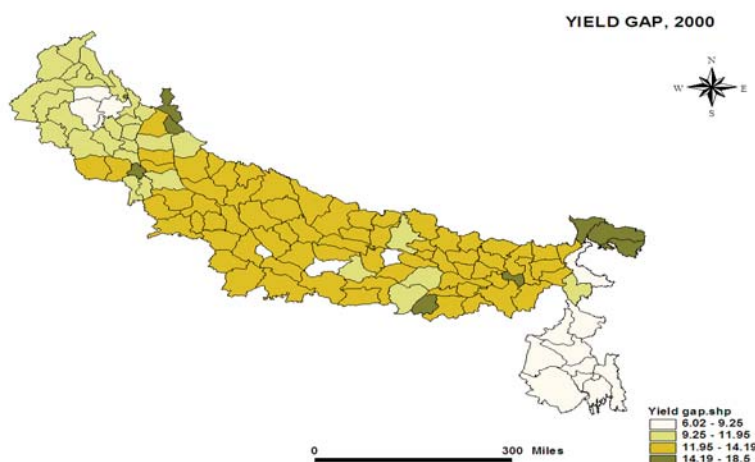 YIELD GAP, 2000
N
W E
S
Yield gap.shp
6.02 - 9.25
9.25 - 11.95
11.95 - 14.19
14.19 - 18.5
0 300 Miles